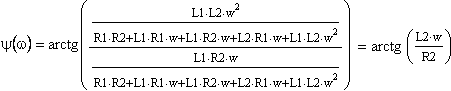 ψ(ω) = arctg( ( L1·L2·w² / (R1·R2+L1·R1·w+L1·R2·w+L2·R1·w+L1·L2·w²) ) / ( L1·R2·w / (R1·R2+L1·R1·w+L1·R2·w+L2·R1·w+L1·L2·w²) ) ) = arctg( L2·w / R2 )